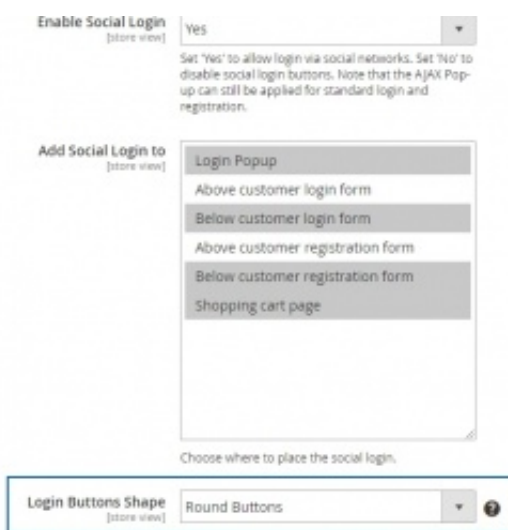 Enable Social Login
[store view]
Yes
Set 'Yes' to allow login via social networks. Set 'No' to
disable social login buttons. Note that the AJAX Pop-
up can still be applied for standard login and
registration.
Add Social Login to
[store view]
Login Popup
Above customer login form
Below customer login form
Above customer registration form
Below customer registration form
Shopping cart page
Choose where to place the social login.
Login Buttons Shape
[store view]
Round Buttons
?